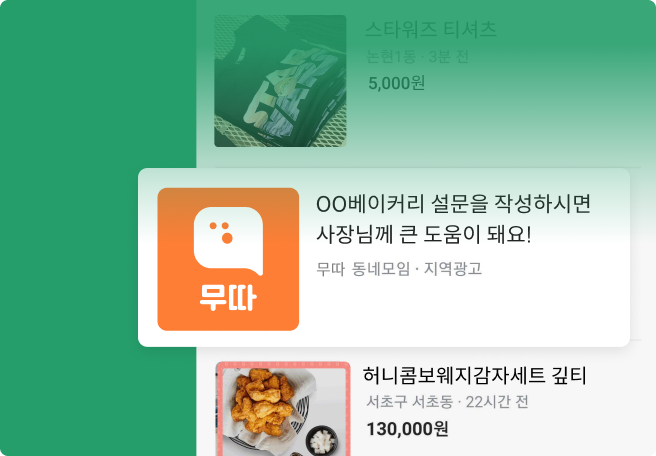 스타워즈 티셔츠
논현1동 · 3분 전
5,000원
OO베이커리 설문을 작성하시면
사장님께 큰 도움이 돼요!
무따 동네모임 · 지역광고
무따
허니콤보웨지감자세트 깊티
서초구 서초동 · 22시간 전
130,000원